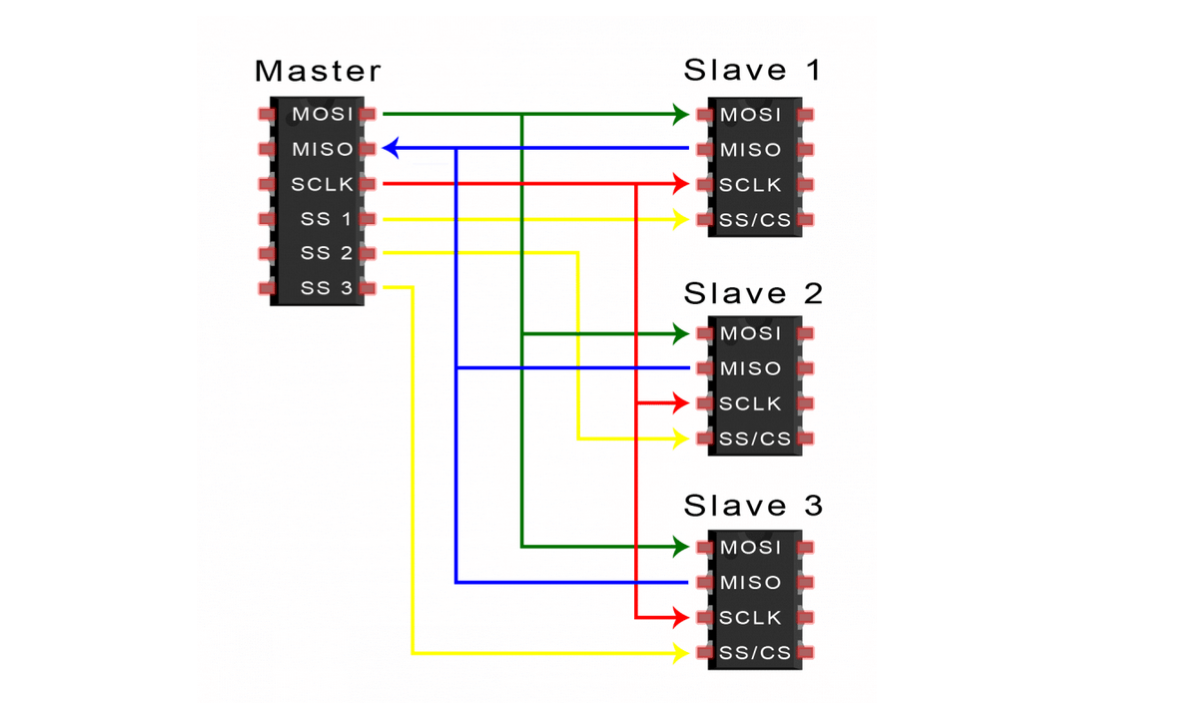 Master
MOSI
MISO
SCLK
SS 1
SS 2
SS 3
Slave 1
MOSI
MISO
SCLK
SS/CS
Slave 2
MOSI
MISO
SCLK
SS/CS
Slave 3
MOSI
MISO
SCLK
SS/CS